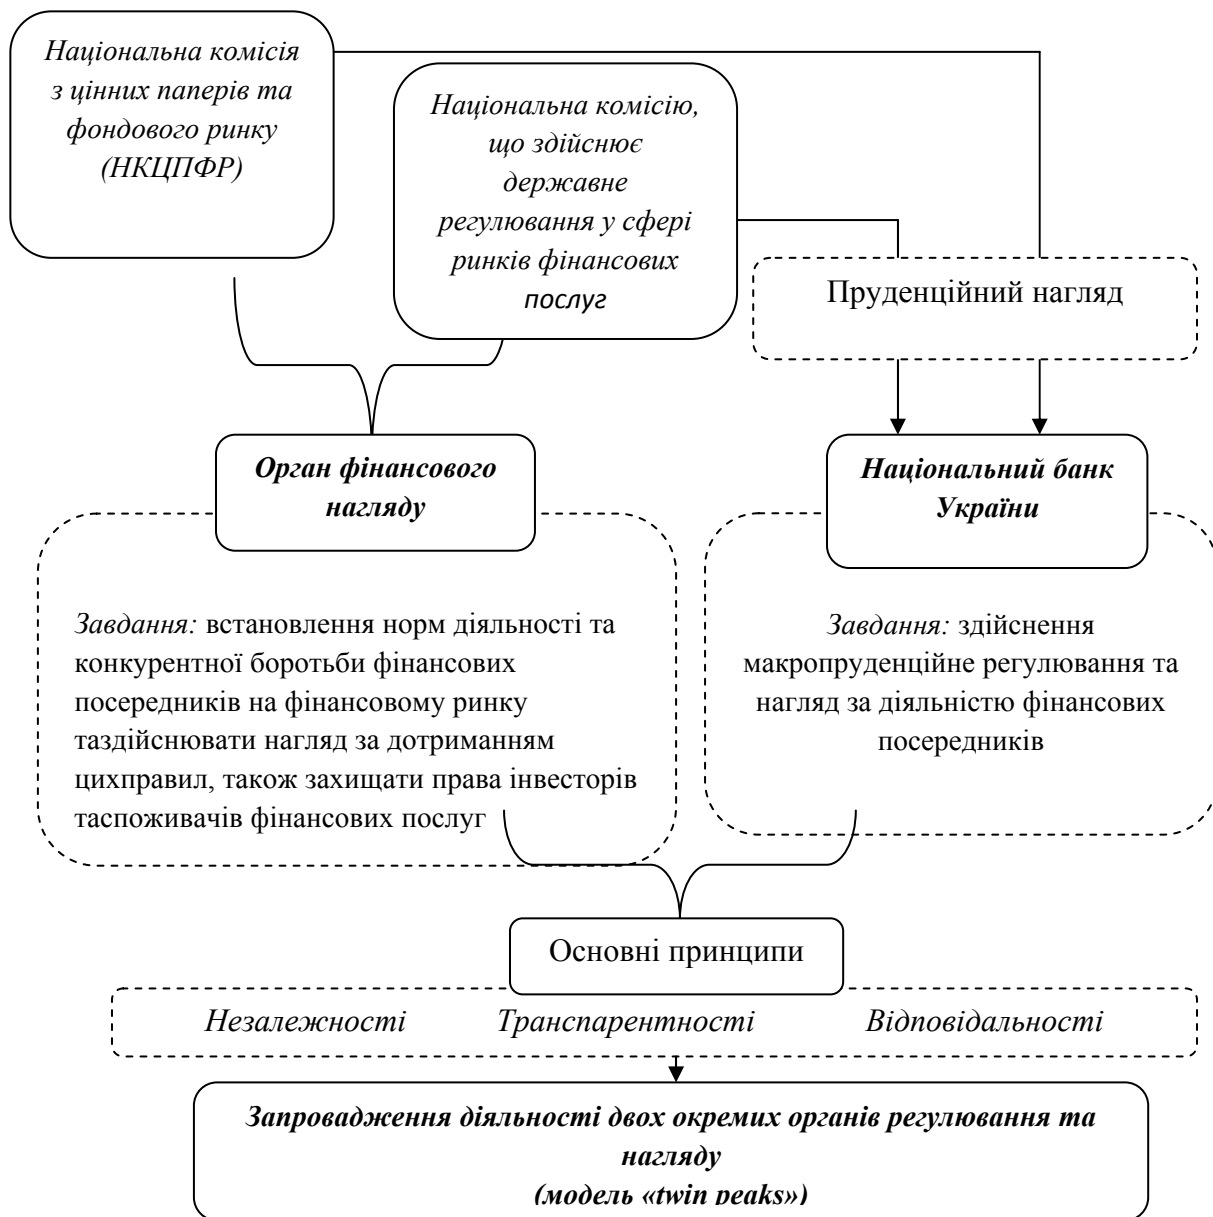 Національна комісія
з цінних паперів та
фондового ринку
(НКЦПФР)
Національна комісію,
що здійснює
державне
регулювання у сфері
ринків фінансових
послуг
Пруденційний нагляд
Орган фінансового
нагляду
Національний банк
України
Завдання: встановлення норм діяльності та
конкурентної боротьби фінансових
посередників на фінансовому ринку
таздійснювати нагляд за дотриманням
цихправил, також захищати права інвесторів
таспоживачів фінансових послуг
Завдання: здійснення
макропруденційне регулювання та
нагляд за діяльністю фінансових
посередників
Основні принципи
Незалежності Транспарентності Відповідальності
Запровадження діяльності двох окремих органів регулювання та
нагляду
(модель «twin peaks»)